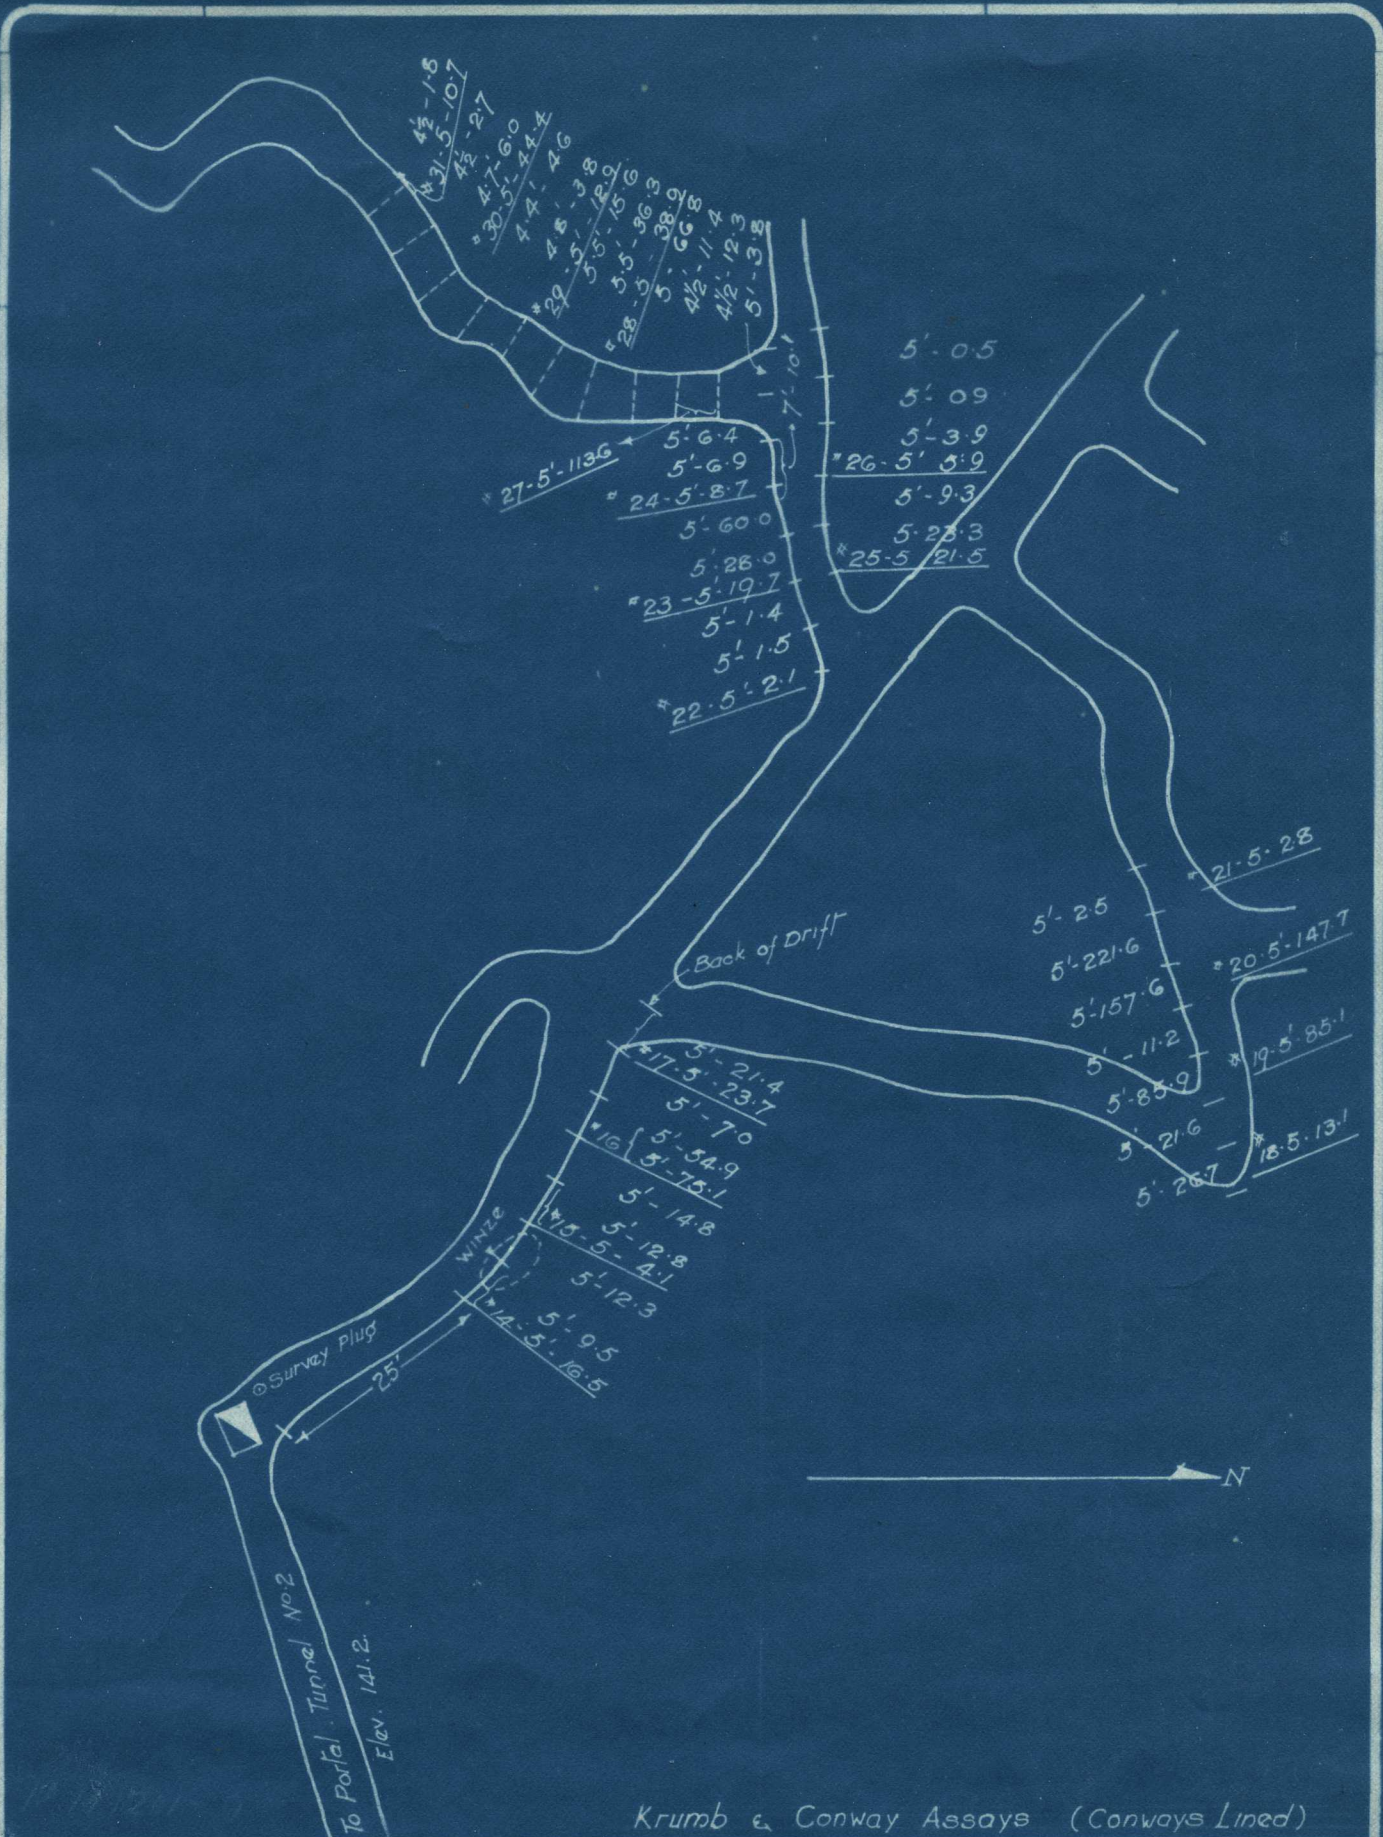 4½' - 1.8
#31-5-10.7
4½' - 2.7
4.7' - 6.0
#30-5' - 44.4
4.4' - 4.6
4.8' - 3.8
#29-5' - 12.9
5.5' - 15.6
5.5' - 36.3
#28-5 - 38.9
5' - 66.8
4½' - 11.4
4½' - 12.3
5' - 3.8
7'-10.1'
5' - 0.5
5' - 09
5' - 3.9
#26-5' 5.9
5' - 9.3
5-23.3
#25-5 21.5
#27-5'-113.6
5' 6.4
5'-6.9
#24-5'-8.7
5'-60.0
5'-28.0
#23-5'-19.7
5'-1.4
5'-1.5
#22-5'-2.1
#21-5-2.8
5'-2.5
#20-5'-147.7
5'-221.6
5'-157.6
#19-5'-85.1
5'-11.2
5'-85.9
5'-21.6
#18-5-13.1
5'-26.7
Back of Drift
5'-21.4
#17-5'-23.7
5'-7.0
#16 { 5'-54.9
5'-75.1
5'-14.8
5'-12.8
#15-5-4.1
5'-12.3
5'-9.5
#14-5'-16.5
WINZE
Survey Plug
25'
N
To Portal Tunnel No. 2
Elev. 141.2.
Krumb & Conway Assays (Conways Lined)